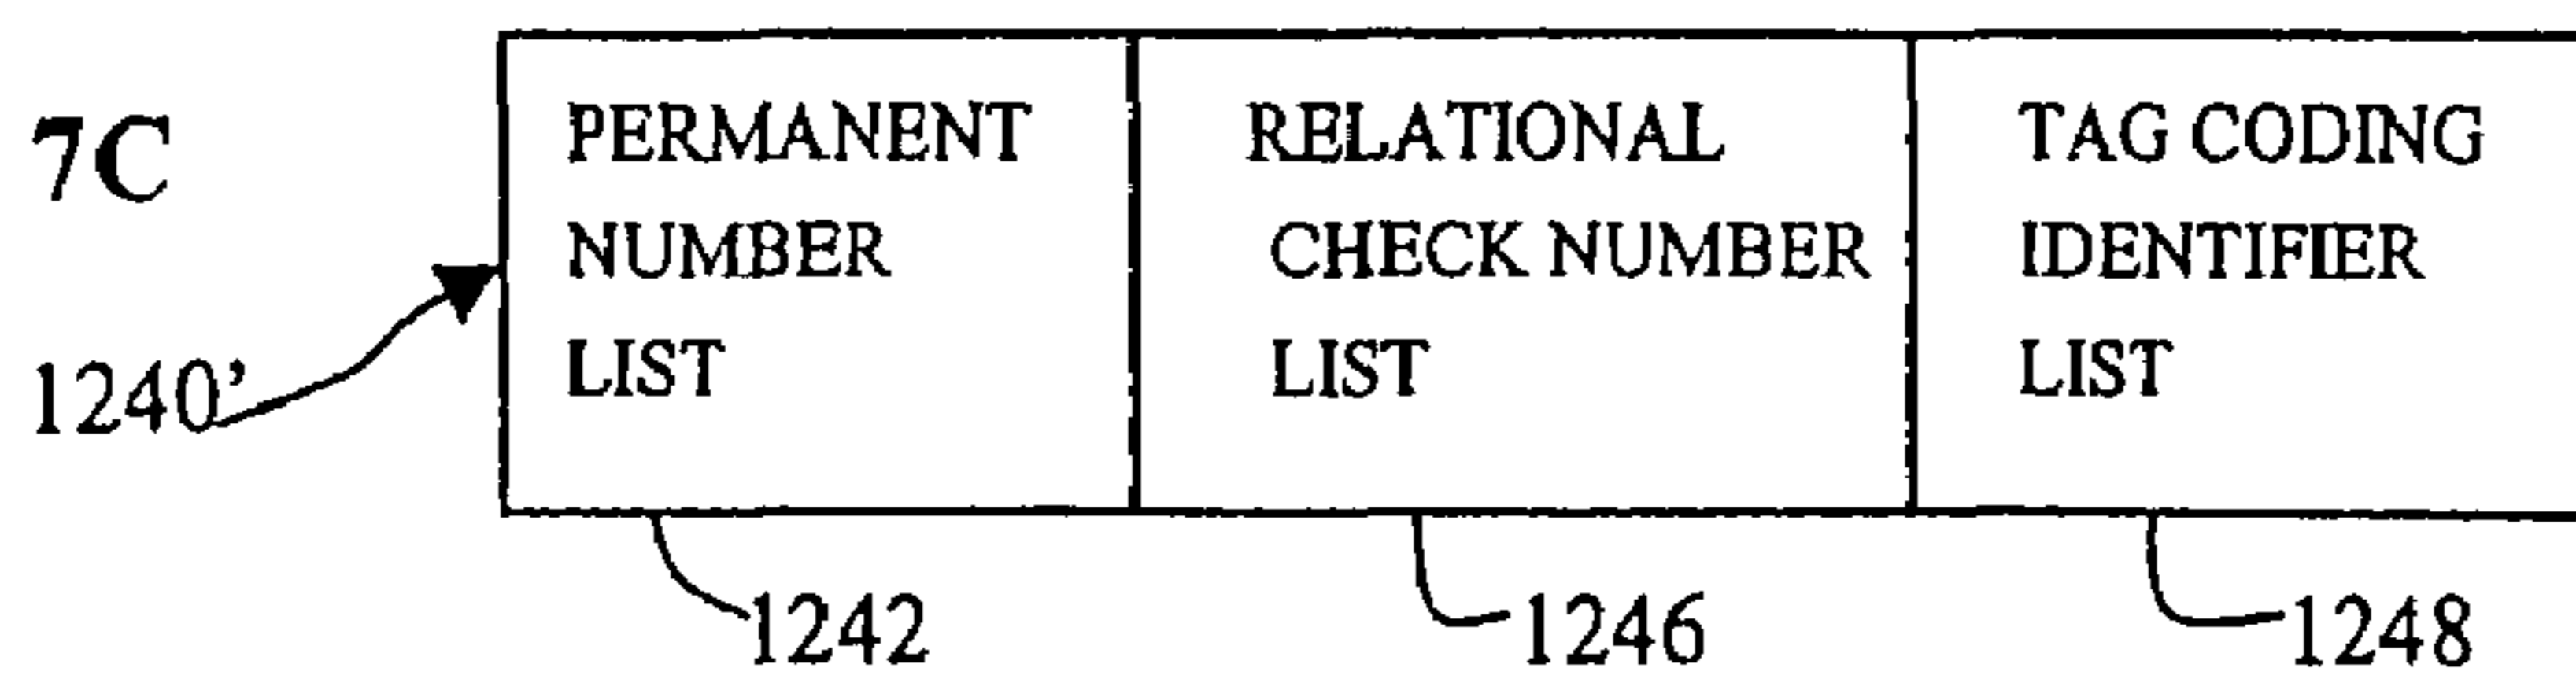 7C
1240’
PERMANENT
NUMBER
LIST
RELATIONAL
CHECK NUMBER
LIST
TAG CODING
IDENTIFIER
LIST
1242
1246
1248